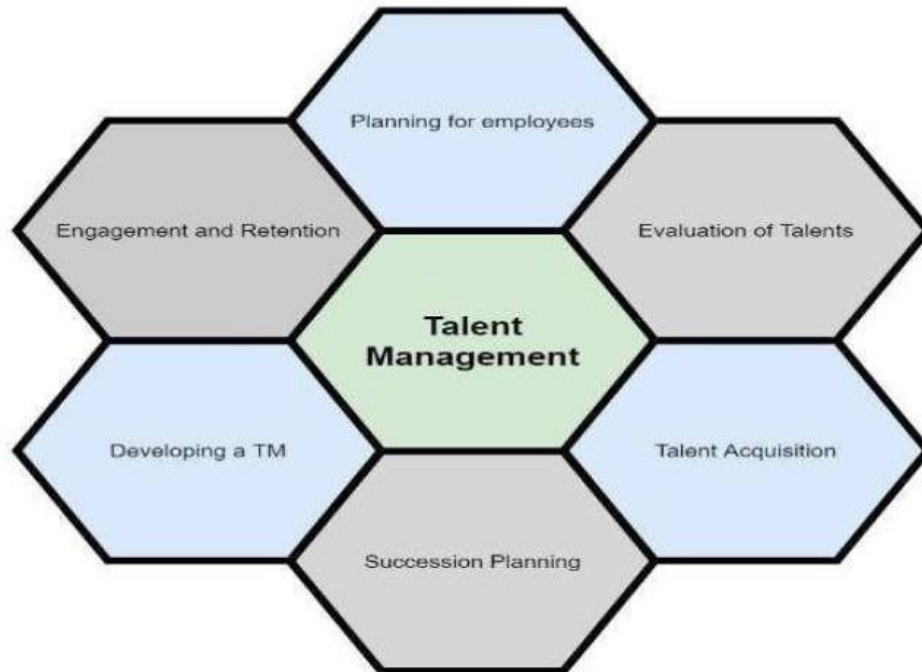 Planning for employees
Engagement and Retention
Evaluation of Talents
Talent
Management
Developing a TM
Talent Acquisition
Succession Planning